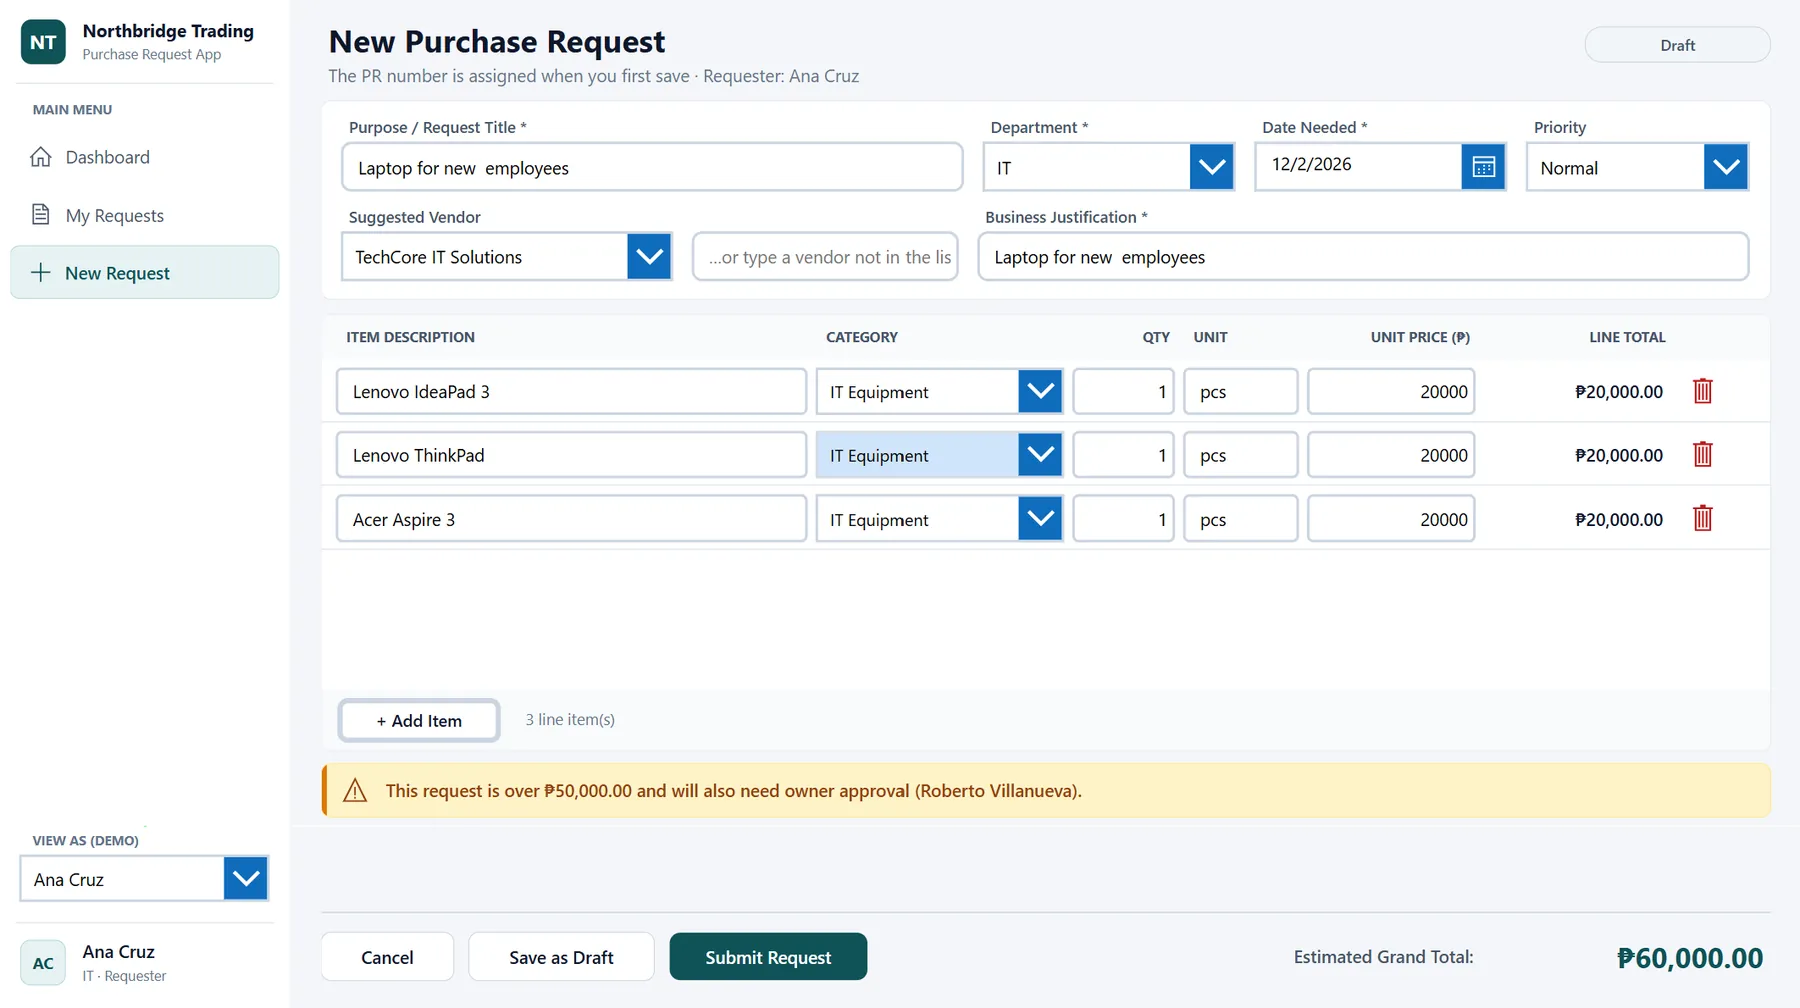 NT
Northbridge Trading
Purchase Request App
MAIN MENU
Dashboard
My Requests
New Request
VIEW AS (DEMO)
Ana Cruz
AC
Ana Cruz
IT · Requester
New Purchase Request
The PR number is assigned when you first save · Requester: Ana Cruz
Draft
Purpose / Request Title *
Department *
Date Needed *
Priority
Laptop for new  employees
IT
12/2/2026
Normal
Suggested Vendor
Business Justification *
TechCore IT Solutions
...or type a vendor not in the lis
Laptop for new  employees
ITEM DESCRIPTION CATEGORY QTY UNIT UNIT PRICE (₱) LINE TOTAL
Lenovo IdeaPad 3 IT Equipment 1 pcs 20000 ₱20,000.00
Lenovo ThinkPad IT Equipment 1 pcs 20000 ₱20,000.00
Acer Aspire 3 IT Equipment 1 pcs 20000 ₱20,000.00
+ Add Item
3 line item(s)
This request is over ₱50,000.00 and will also need owner approval (Roberto Villanueva).
Cancel
Save as Draft
Submit Request
Estimated Grand Total:
₱60,000.00